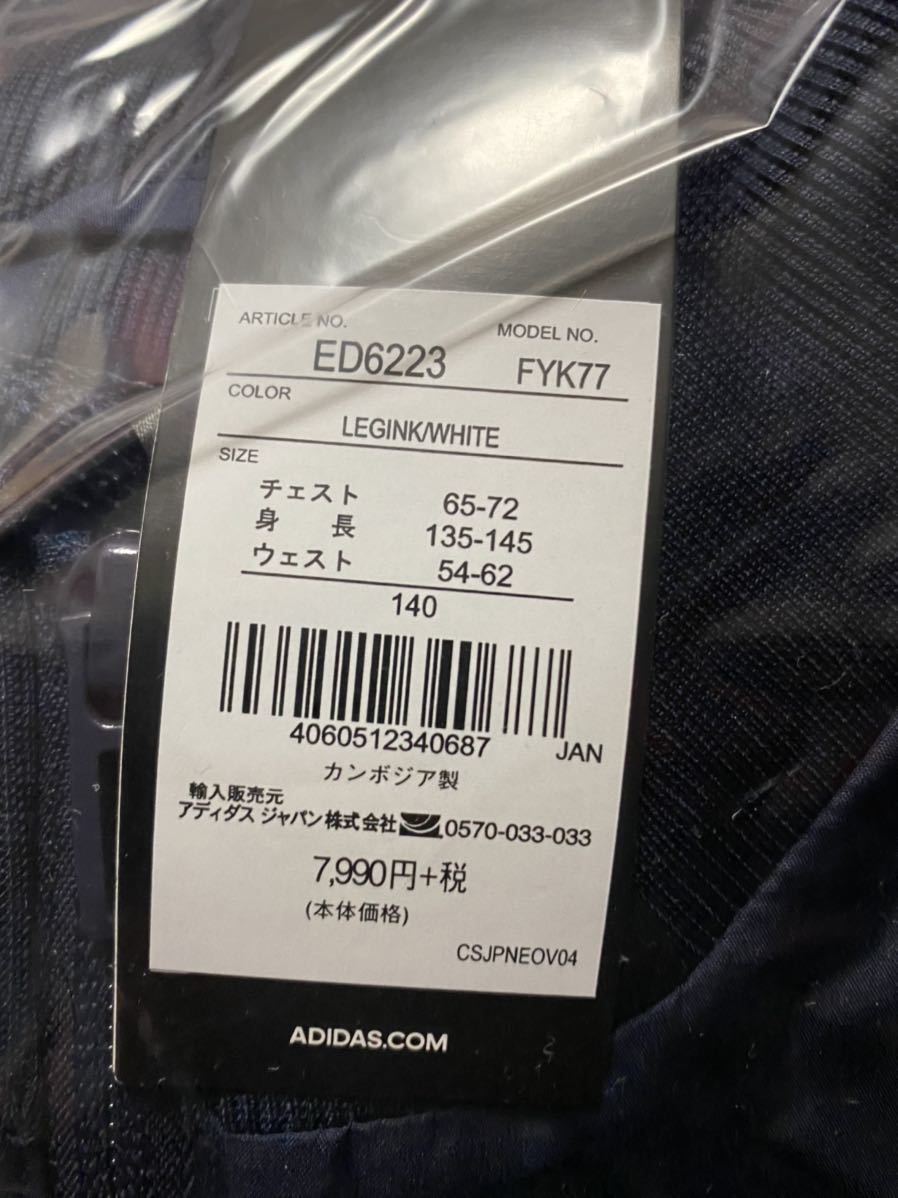 ARTICLE NO. MODEL NO.
ED6223 FYK77
COLOR
LEGINK/WHITE
SIZE
チェスト 65-72
身 長 135-145
ウェスト 54-62
140
4060512340687 JAN
カンボジア製
輸入販売元
アディダス ジャパン株式会社 0570-033-033
7,990円+税
(本体価格)
CSJPNEOV04
ADIDAS.COM